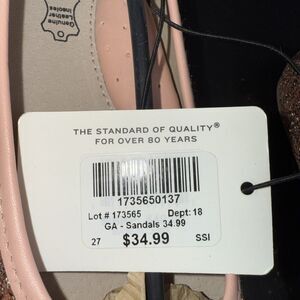 Genuine
Leather
insoles
THE STANDARD OF QUALITY®
FOR OVER 80 YEARS
1735650137
Lot # 173565 Dept: 18
GA - Sandals 34.99
27 $34.99 SSI